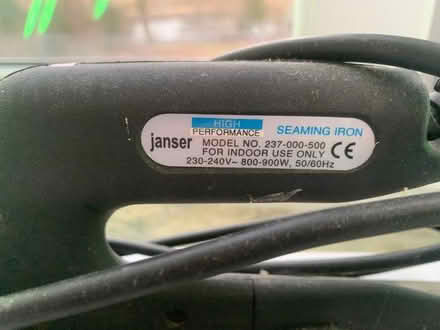 HIGH
PERFORMANCE
SEAMING IRON
janser
MODEL NO. 237-000-500
FOR INDOOR USE ONLY
230-240V~ 800-900W, 50/60Hz
CE